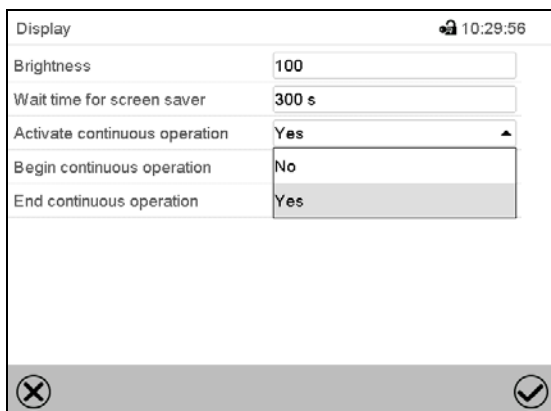 Display 10:29:56
Brightness 100
Wait time for screen saver 300 s
Activate continuous operation Yes
Begin continuous operation No
End continuous operation Yes